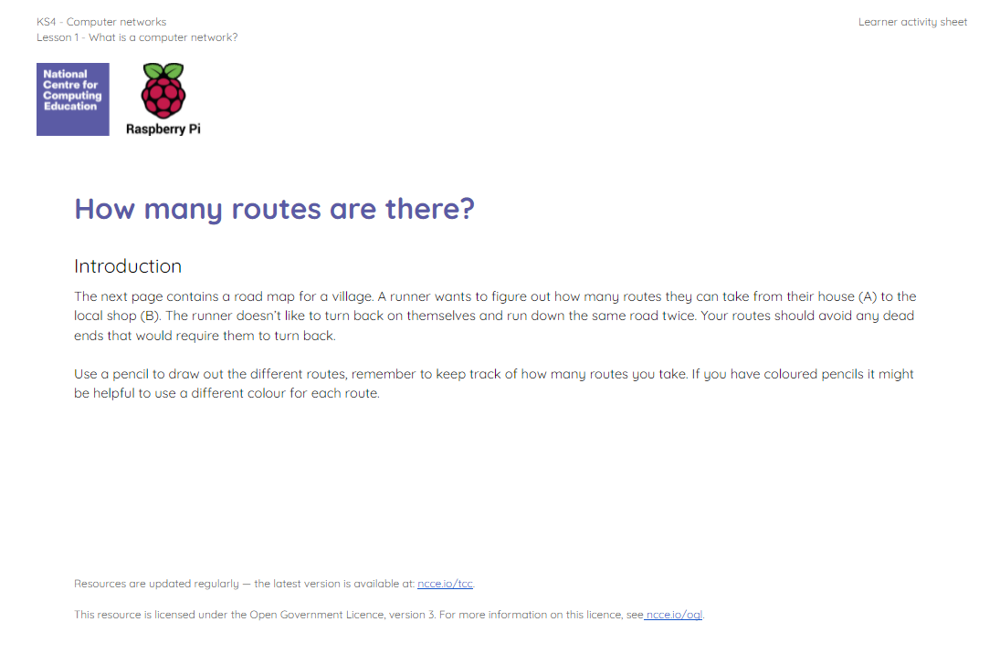 KS4 - Computer networks
Lesson 1 - What is a computer network?
Learner activity sheet
National
Centre for
Computing
Education
Raspberry Pi
How many routes are there?
Introduction
The next page contains a road map for a village. A runner wants to figure out how many routes they can take from their house (A) to the
local shop (B). The runner doesn't like to turn back on themselves and run down the same road twice. Your routes should avoid any dead
ends that would require them to turn back.
Use a pencil to draw out the different routes, remember to keep track of how many routes you take. If you have coloured pencils it might
be helpful to use a different colour for each route.
Resources are updated regularly — the latest version is available at: ncce.io/tcc.
This resource is licensed under the Open Government Licence, version 3. For more information on this licence, see ncce.io/ogl.